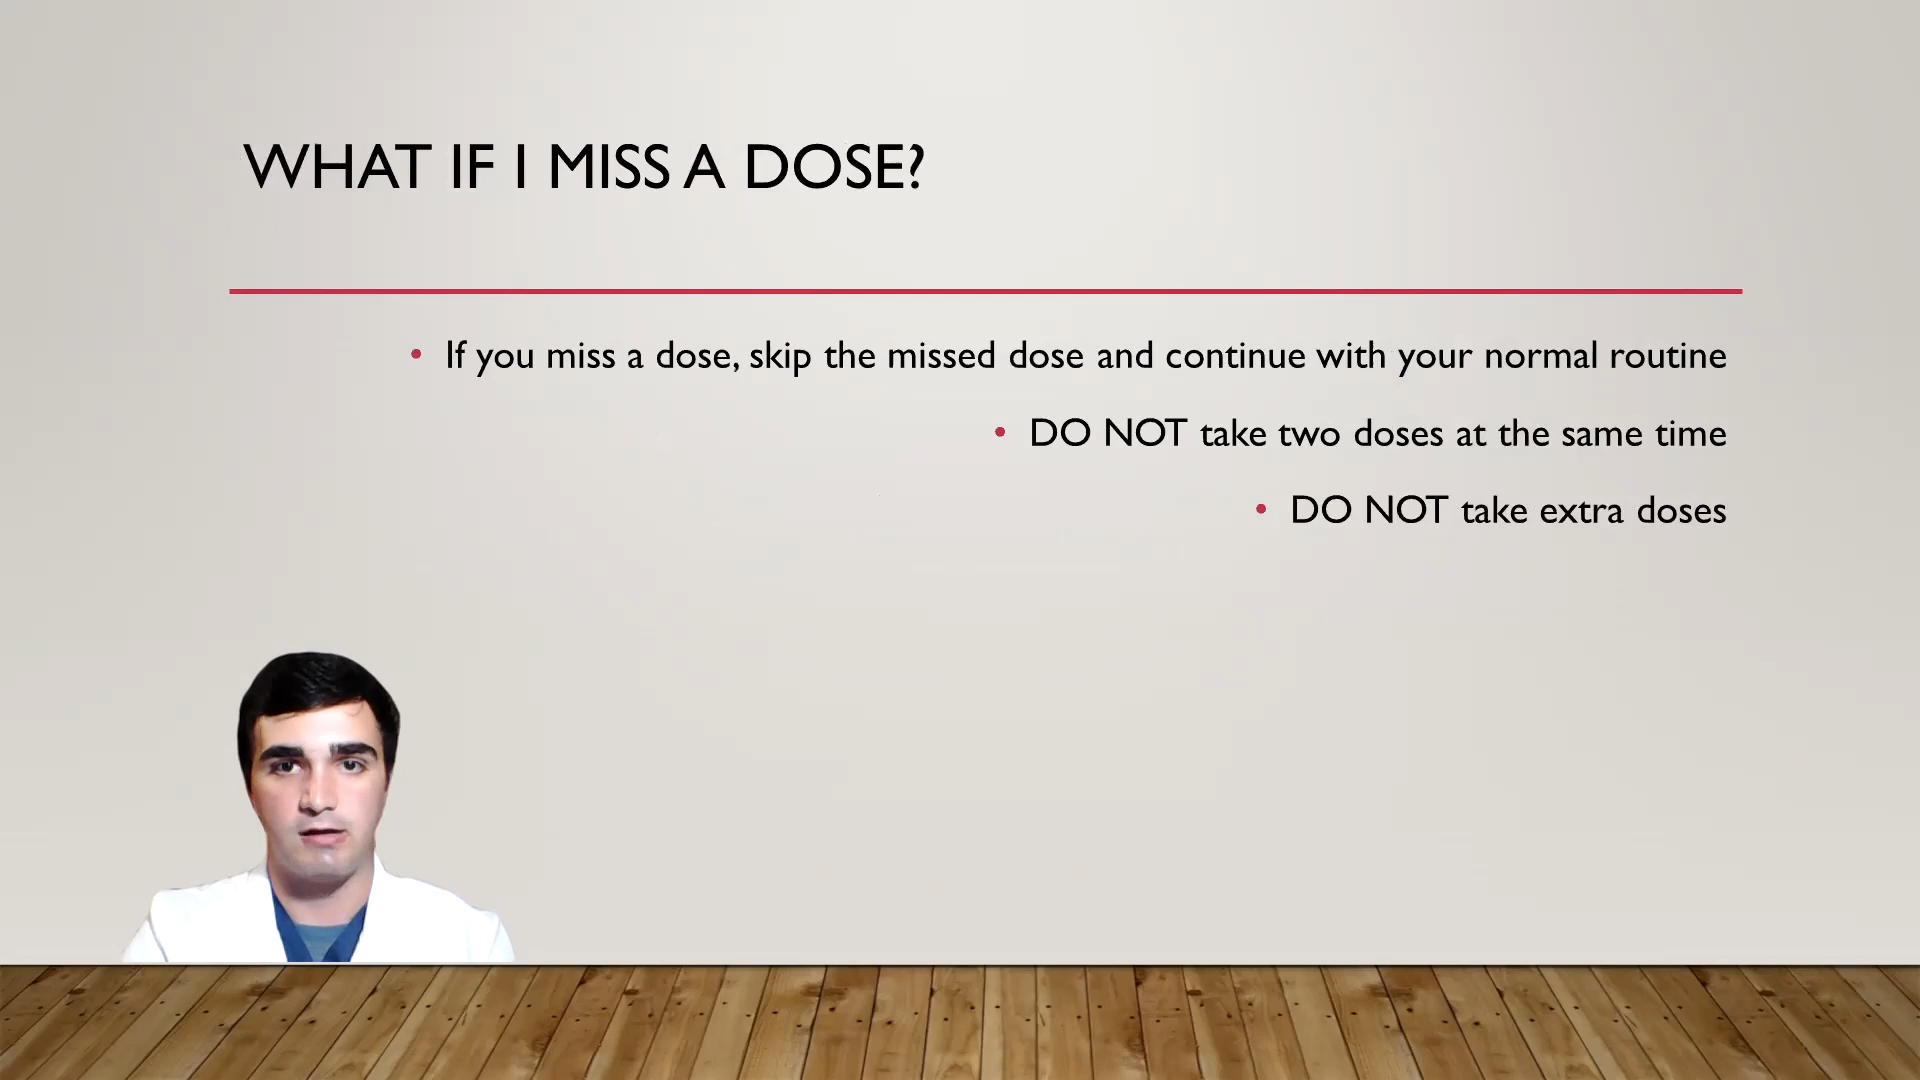 WHAT IF I MISS A DOSE?
• If you miss a dose, skip the missed dose and continue with your normal routine
• DO NOT take two doses at the same time
• DO NOT take extra doses